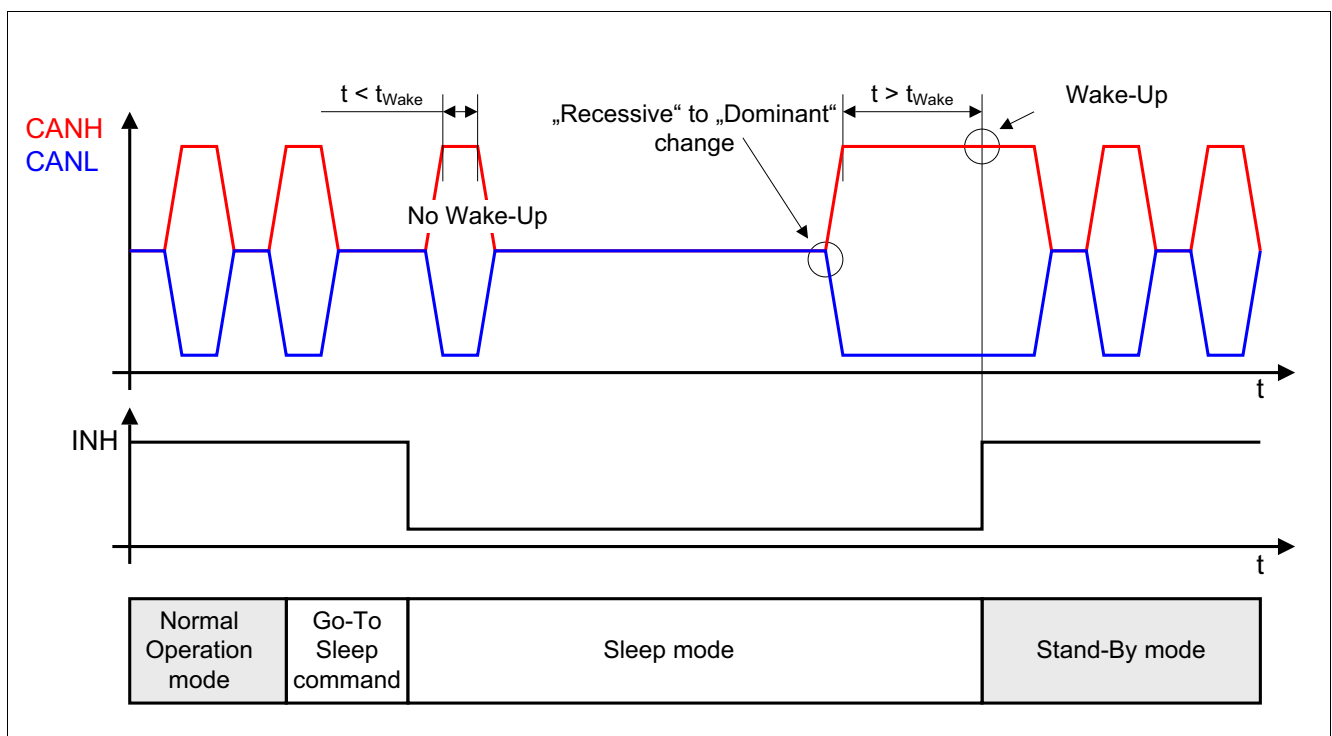 t < tWake
„Recessive“ to „Dominant“
change
t > tWake
Wake-Up
CANH
CANL
No Wake-Up
t
INH
t
Normal
Operation
mode
Go-To
Sleep
command
Sleep mode
Stand-By mode